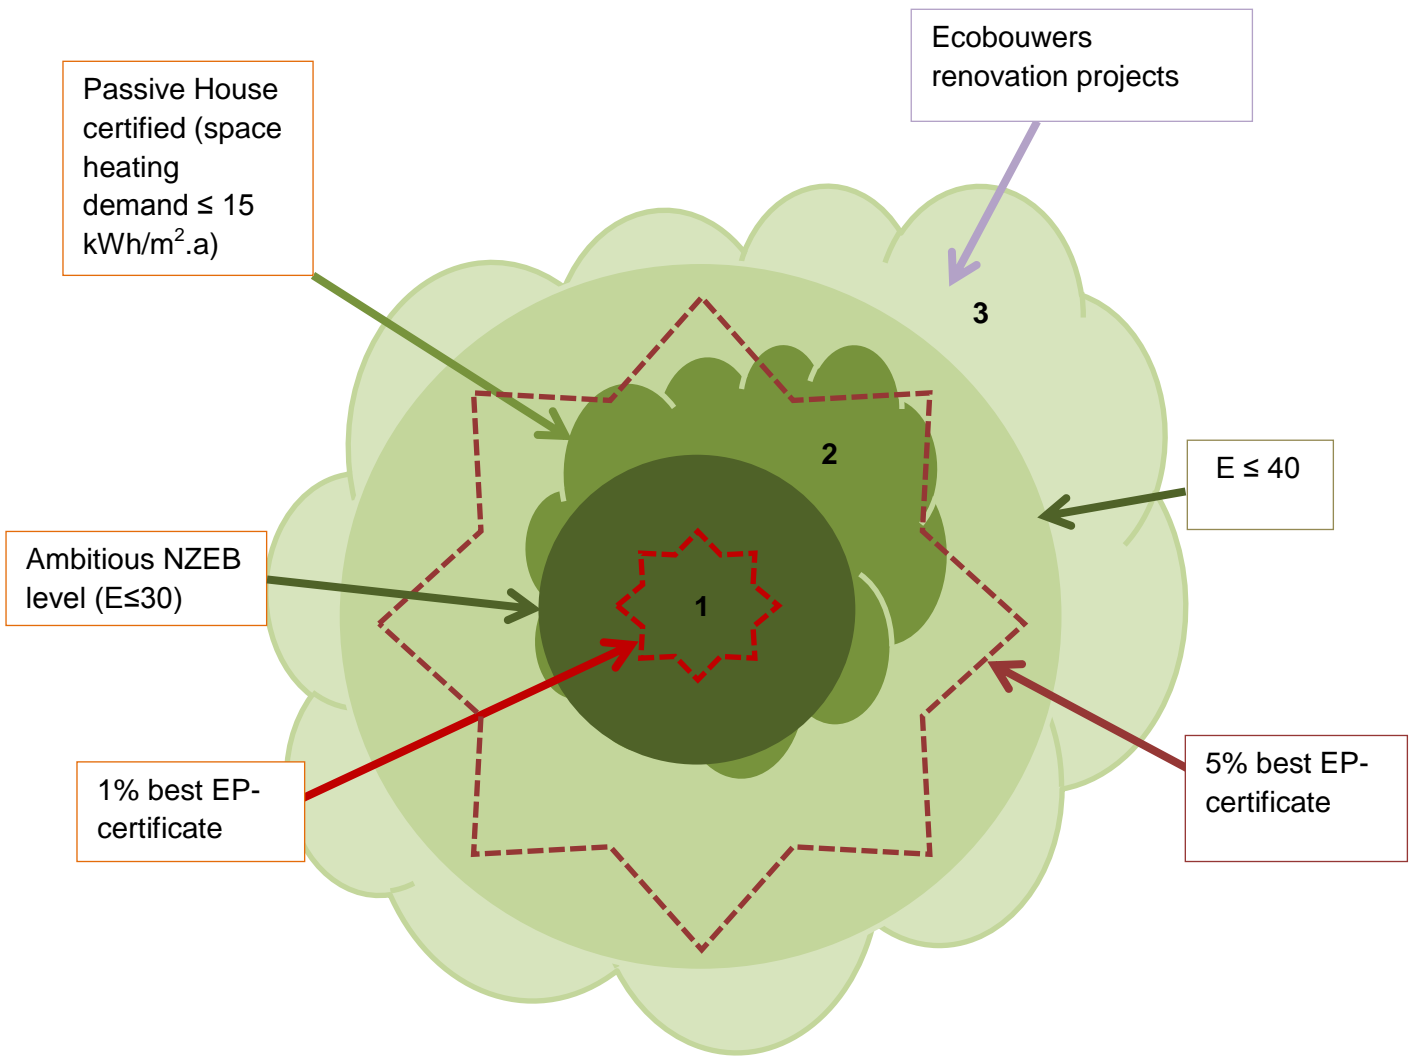 Ecobouwers
renovation projects
Passive House
certified (space
heating
demand ≤ 15
kWh/m².a)
3
2
E ≤ 40
Ambitious NZEB
level (E≤30)
1
1% best EP-
certificate
5% best EP-
certificate